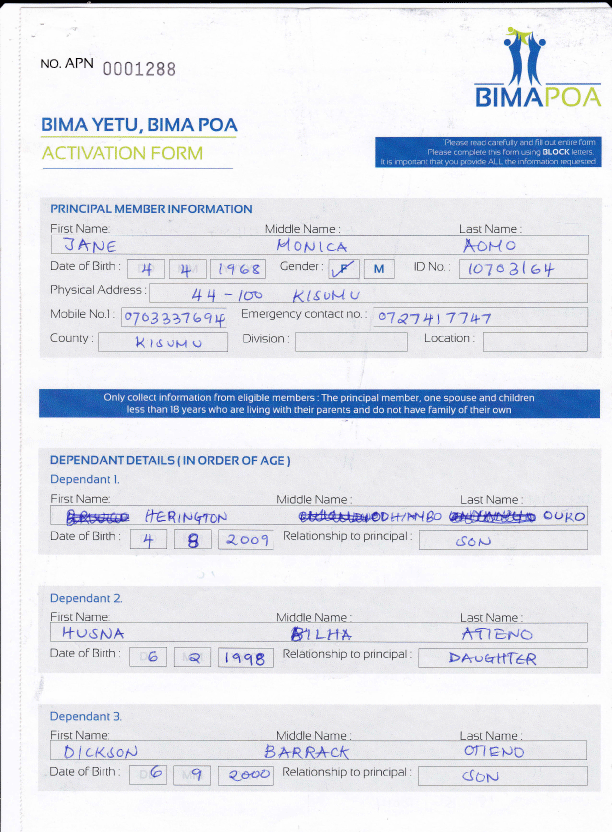 NO. APN 0001288
BIMAPOA
BIMA YETU, BIMA POA
ACTIVATION FORM
Please read carefully and fill out entire form
Please complete this form using BLOCK letters.
It is important that you provide ALL the information requested
PRINCIPAL MEMBER INFORMATION
First Name: Middle Name : Last Name :
JANE MONICA AOMO
Date of Birth : 4 4 1968 Gender : F M ID No. : 10703164
Physical Address : 44-100 KISUMU
Mobile No.1 : 0703337694 Emergency contact no. : 0727417747
County : KISUMU Division : Location :
Only collect information from eligible members : The principal member, one spouse and children
less than 18 years who are living with their parents and do not have family of their own
DEPENDANT DETAILS ( IN ORDER OF AGE )
Dependant 1.
First Name: Middle Name : Last Name :
HERINGTON ODHIAMBO OUKO
Date of Birth : 4 8 2009 Relationship to principal : SON
Dependant 2.
First Name: Middle Name : Last Name :
HUSNA BILHA ATIENO
Date of Birth : 6 2 1998 Relationship to principal : DAUGHTER
Dependant 3.
First Name: Middle Name : Last Name :
DICKSON BARRACK OTIENO
Date of Birth : 6 9 2000 Relationship to principal : SON